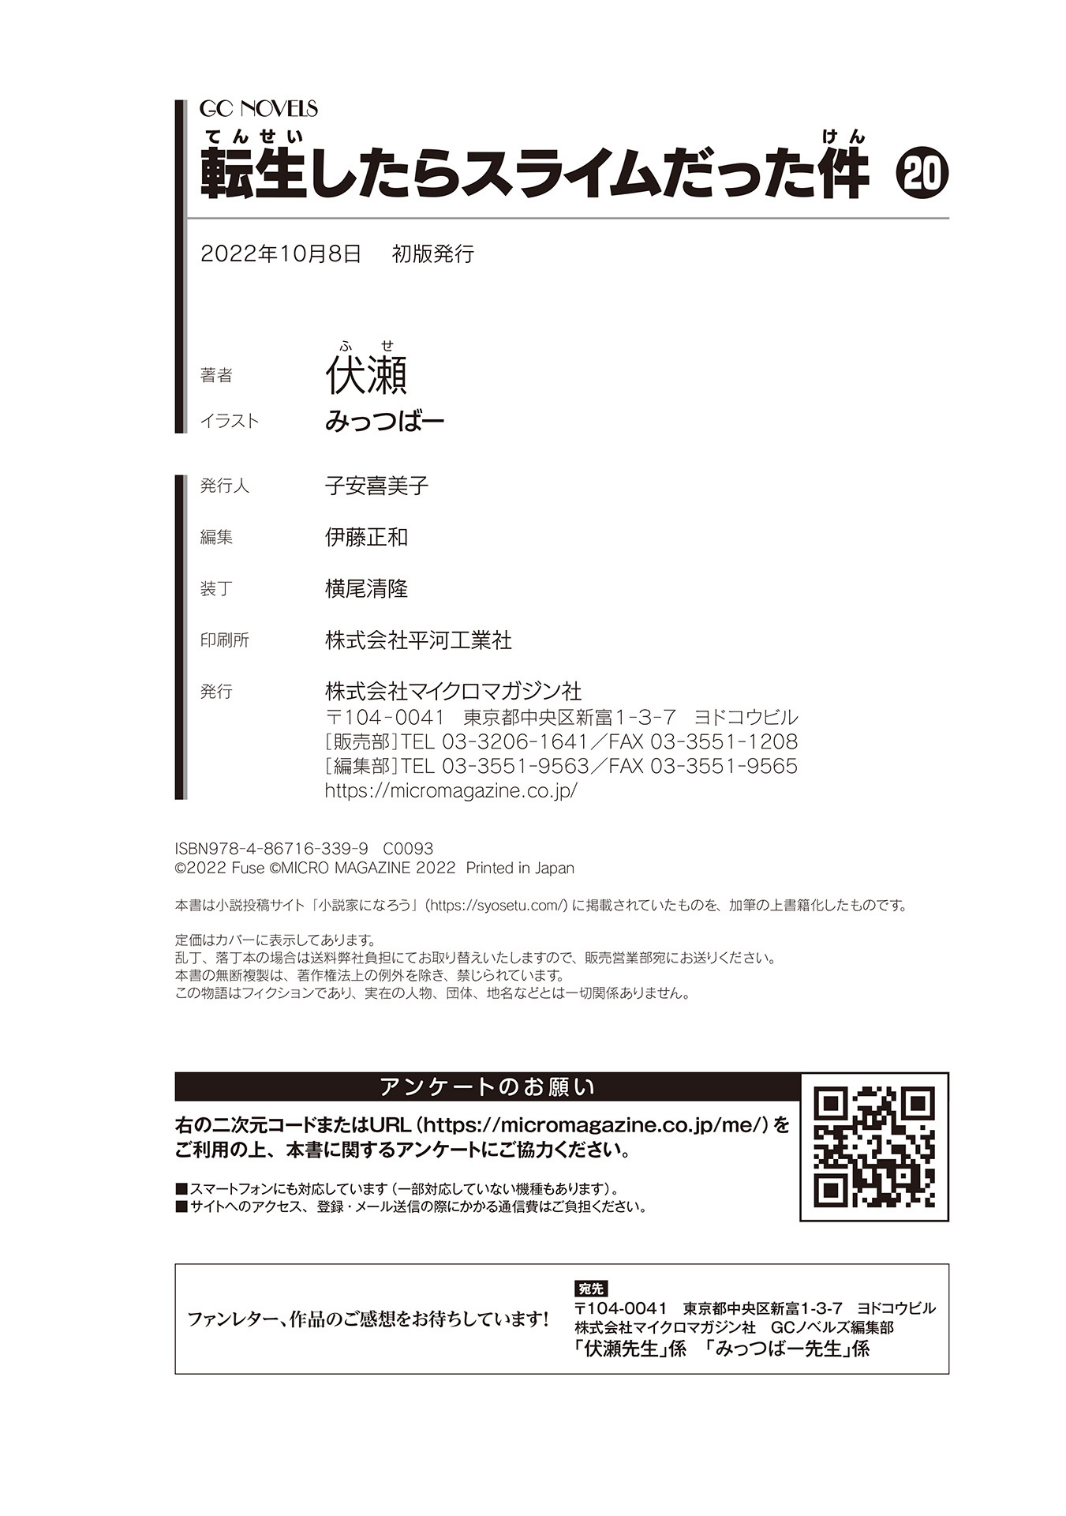 GC NOVELS
てんせい けん
転生したらスライムだった件 20
2022年10月8日 初版発行
ふせ
著者 伏瀬
イラスト みっつばー
発行人 子安喜美子
編集 伊藤正和
装丁 横尾清隆
印刷所 株式会社平河工業社
発行 株式会社マイクロマガジン社
〒104-0041 東京都中央区新富1-3-7 ヨドコウビル
[販売部]TEL 03-3206-1641／FAX 03-3551-1208
[編集部]TEL 03-3551-9563／FAX 03-3551-9565
https://micromagazine.co.jp/
ISBN978-4-86716-339-9 C0093
©2022 Fuse ©MICRO MAGAZINE 2022 Printed in Japan
本書は小説投稿サイト「小説家になろう」(https://syosetu.com/)に掲載されていたものを、加筆の上書籍化したものです。
定価はカバーに表示してあります。
乱丁、落丁本の場合は送料弊社負担にてお取り替えいたしますので、販売営業部宛にお送りください。
本書の無断複製は、著作権法上の例外を除き、禁じられています。
この物語はフィクションであり、実在の人物、団体、地名などとは一切関係ありません。
アンケートのお願い
右の二次元コードまたはURL(https://micromagazine.co.jp/me/)を
ご利用の上、本書に関するアンケートにご協力ください。
■スマートフォンにも対応しています（一部対応していない機種もあります）。
■サイトへのアクセス、登録・メール送信の際にかかる通信費はご負担ください。
ファンレター、作品のご感想をお待ちしています!
宛先
〒104-0041 東京都中央区新富1-3-7 ヨドコウビル
株式会社マイクロマガジン社 GCノベルズ編集部
「伏瀬先生」係 「みっつばー先生」係